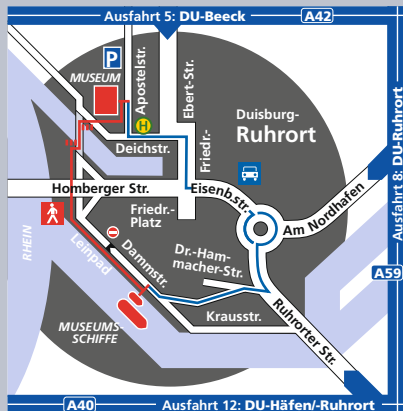 Ausfahrt 5: DU-Beeck
A42
P
MUSEUM
Apostelstr.
Ebert-Str.
Friedr.-
H
Duisburg-
Ruhrort
Deichstr.
Homberger Str.
Eisenbstr.
Friedr.-
Platz
Am Nordhafen
Ausfahrt 8: DU-Ruhrort
A59
RHEIN
Leinpad
Dammstr.
Dr.-Ham-
macher-Str.
Krausstr.
Ruhrorter Str.
MUSEUMS-
SCHIFFE
A40
Ausfahrt 12: DU-Häfen/-Ruhrort